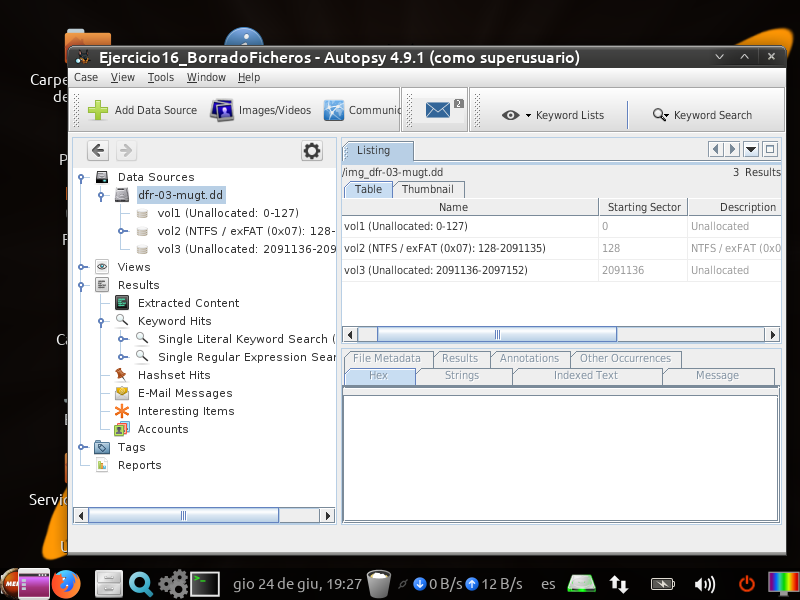 Carpe
de
P
F
Ca
F
Servic
Ejercicio16_BorradoFicheros - Autopsy 4.9.1 (como superusuario)
Case View Tools Window Help
Add Data Source Images/Videos Communic 2 Keyword Lists Keyword Search
Data Sources
dfr-03-mugt.dd
vol1 (Unallocated: 0-127)
vol2 (NTFS / exFAT (0x07): 128-
vol3 (Unallocated: 2091136-209
Views
Results
Extracted Content
Keyword Hits
Single Literal Keyword Search (
Single Regular Expression Sear
Hashset Hits
E-Mail Messages
Interesting Items
Accounts
Tags
Reports
Listing
/img_dfr-03-mugt.dd 3 Results
Table Thumbnail
Name Starting Sector Description
vol1 (Unallocated: 0-127) 0 Unallocated
vol2 (NTFS / exFAT (0x07): 128-2091135) 128 NTFS / exFAT (0x0
vol3 (Unallocated: 2091136-2097152) 2091136 Unallocated
File Metadata Results Annotations Other Occurrences
Hex Strings Indexed Text Message
gio 24 de giu, 19:27 0 B/s 12 B/s es